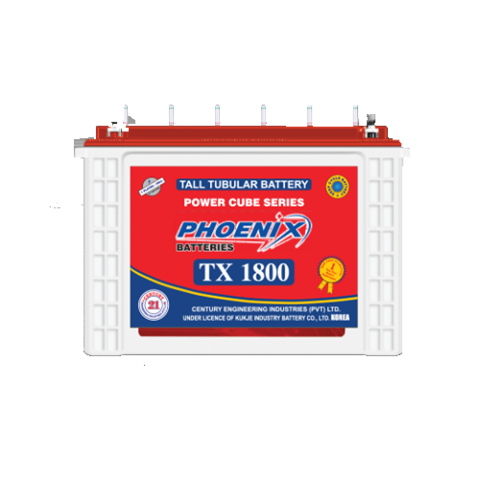 TALL TUBULAR BATTERY
POWER CUBE SERIES
PHOENIX
BATTERIES
TX 1800
21
CENTURY ENGINEERING INDUSTRIES (PVT) LTD.
UNDER LICENCE OF KUKJE INDUSTRY BATTERY CO., LTD. KOREA